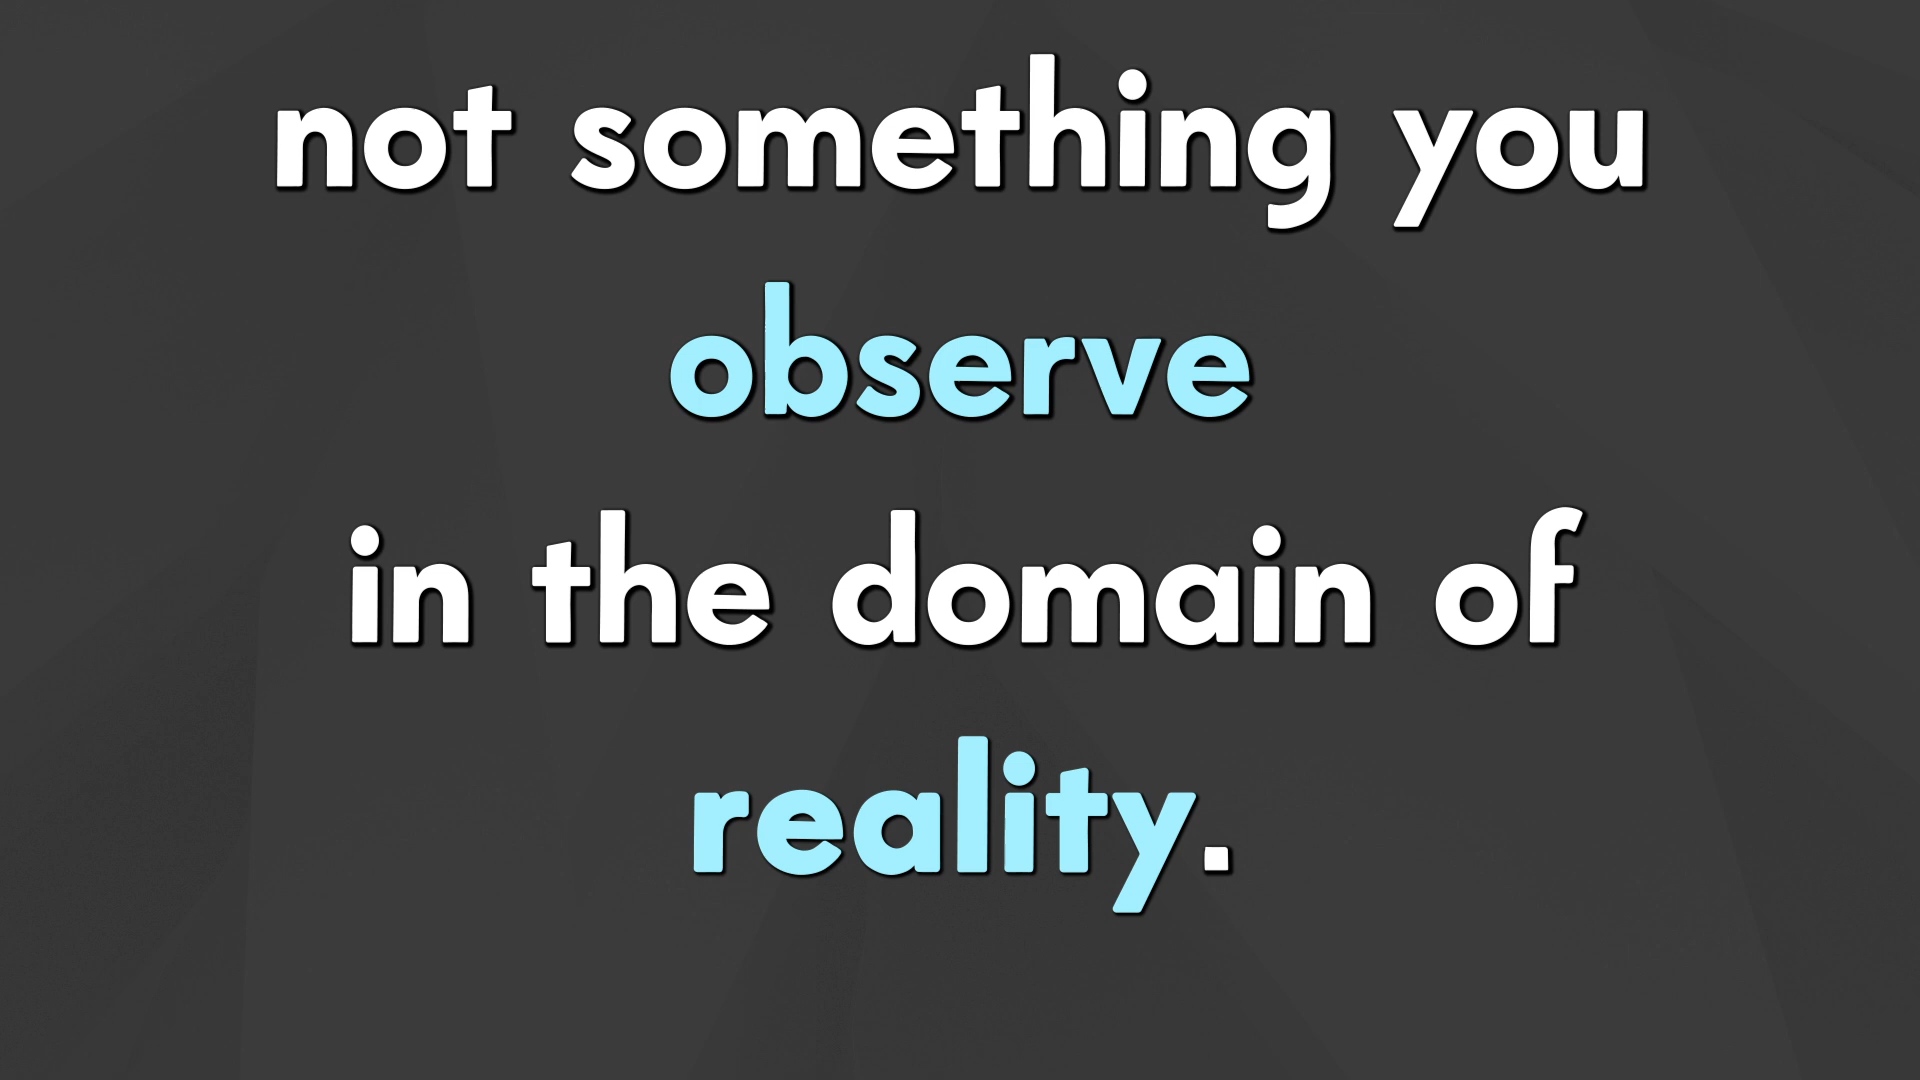 not something you
observe
in the domain of
reality.